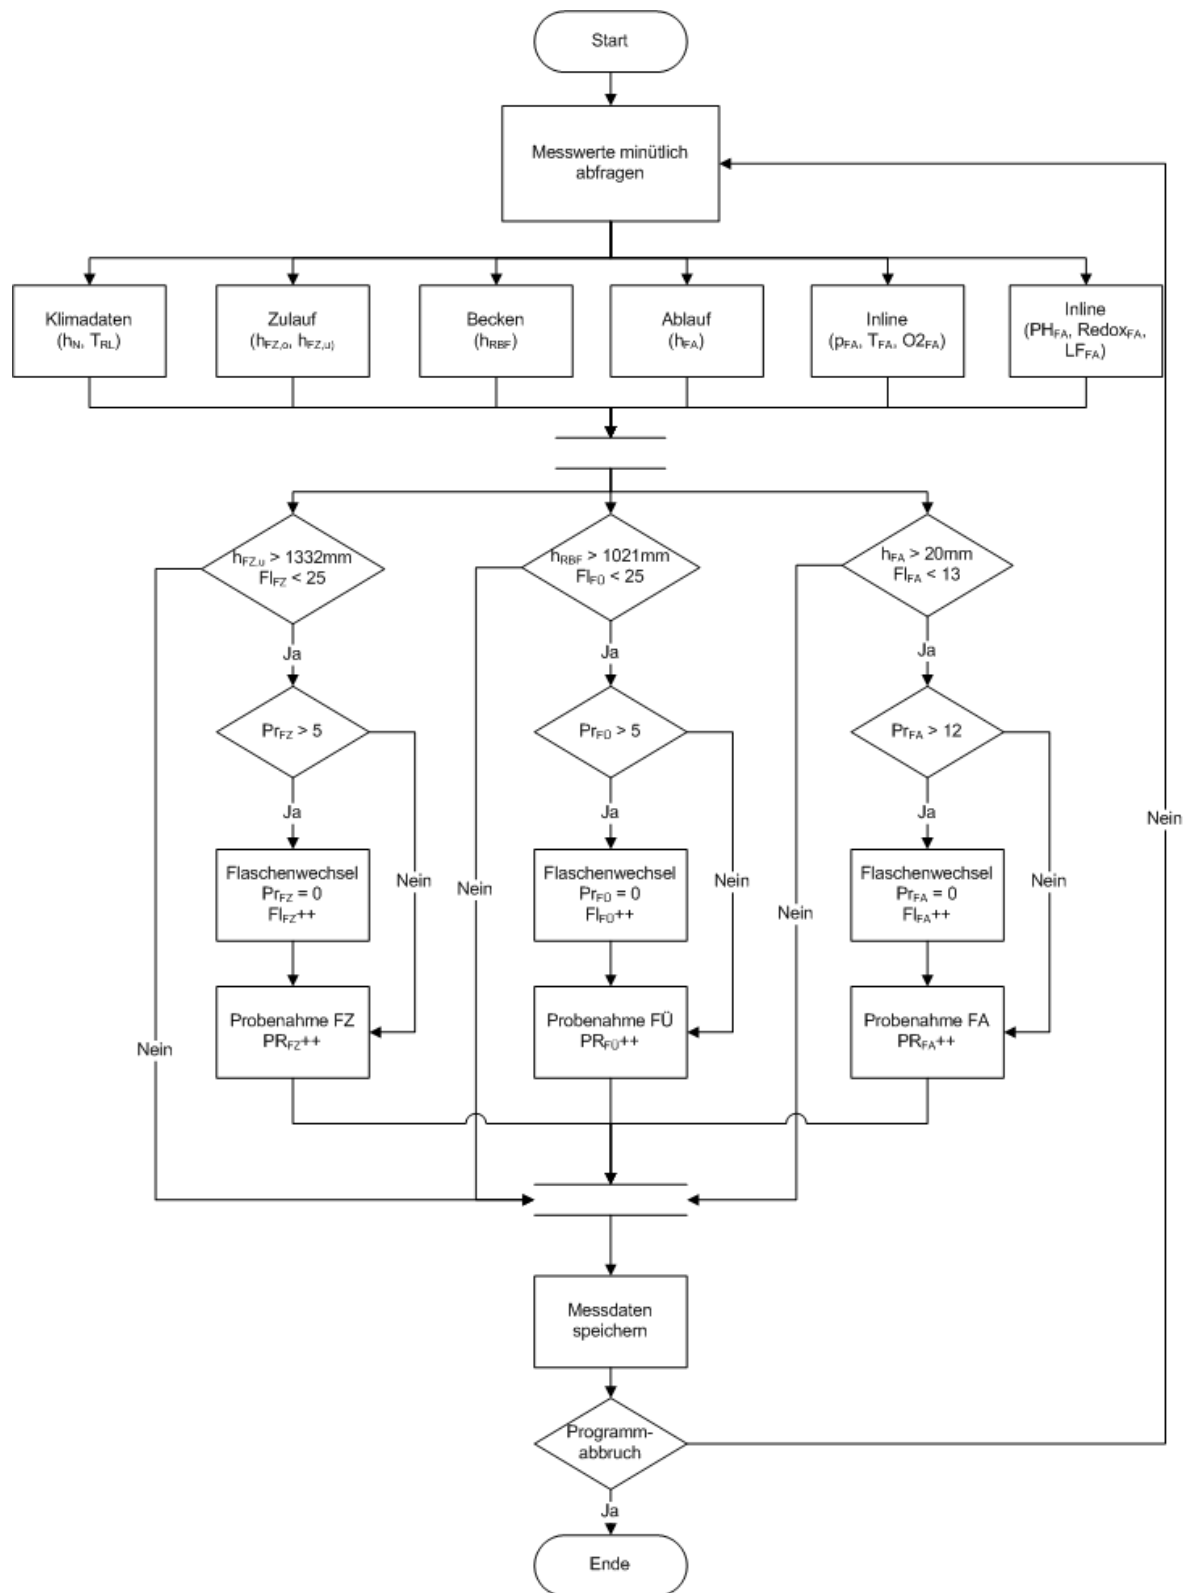 Start
Messwerte minütlich
abfragen
Klimadaten
(hN, TRL)
Zulauf
(hFZ,o, hFZ,u)
Becken
(hRBF)
Ablauf
(hFA)
Inline
(pFA, TFA, O2FA)
Inline
(PHFA, RedoxFA,
LFFA)
hFZ,u > 1332mm
FlFZ < 25
hRBF > 1021mm
FlFÜ < 25
hFA > 20mm
FlFA < 13
Ja
Ja
Ja
PrFZ > 5
PrFÜ > 5
PrFA > 12
Ja
Ja
Ja
Nein
Flaschenwechsel
PrFZ = 0
FlFZ++
Nein
Nein
Flaschenwechsel
PrFÜ = 0
FlFÜ++
Nein
Nein
Flaschenwechsel
PrFA = 0
FlFA++
Nein
Probenahme FZ
PRFZ++
Probenahme FÜ
PRFÜ++
Probenahme FA
PRFA++
Nein
Messdaten
speichern
Programm-
abbruch
Ja
Ende